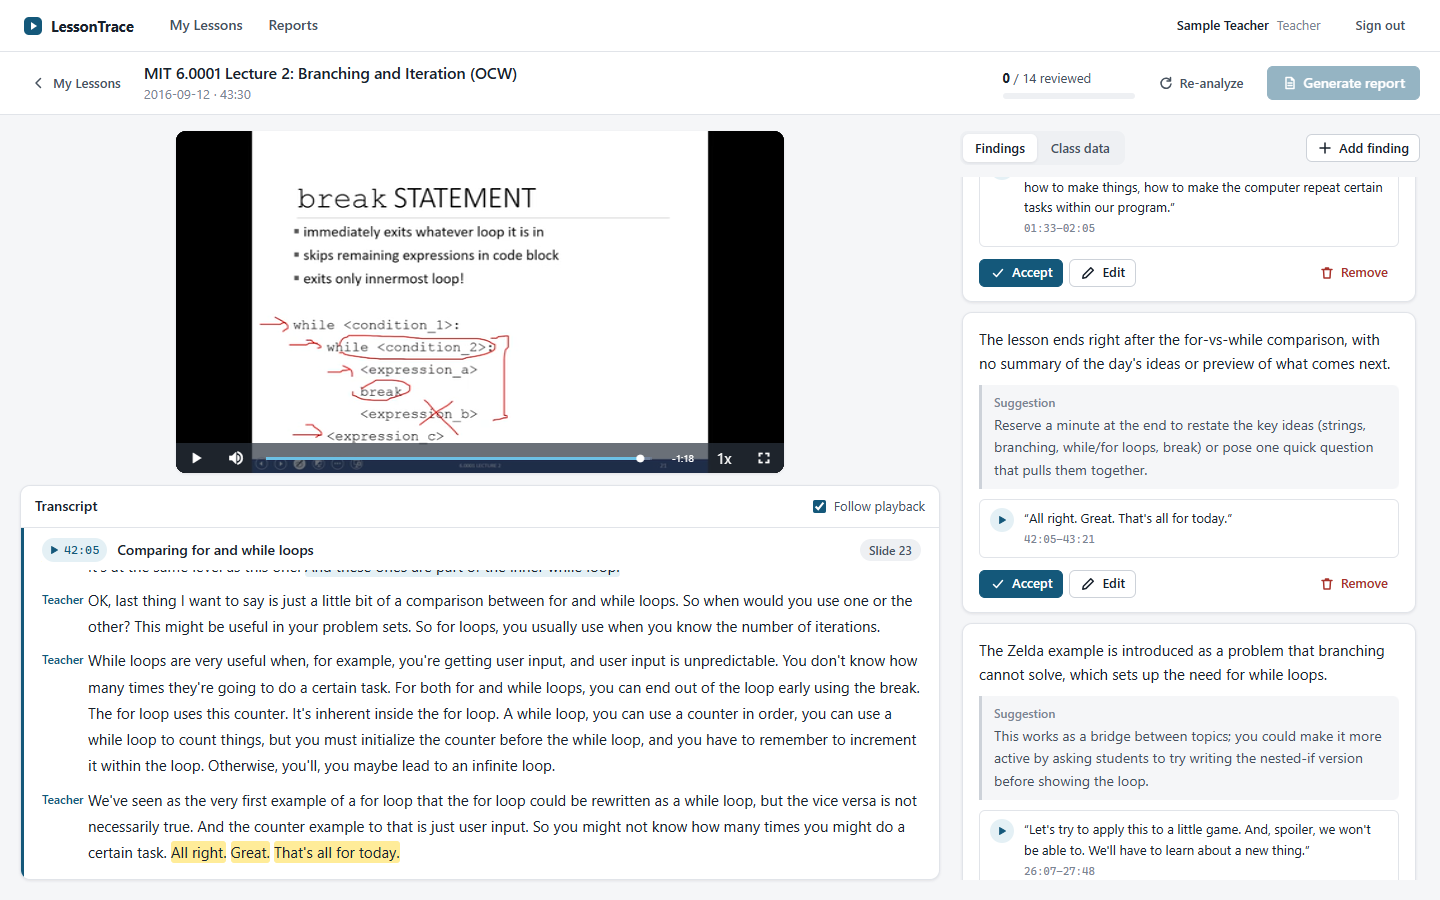 LessonTrace
My Lessons
Reports
Sample Teacher Teacher
Sign out
My Lessons
MIT 6.0001 Lecture 2: Branching and Iteration (OCW)
2016-09-12 · 43:30
0 / 14 reviewed
Re-analyze
Generate report
break STATEMENT
▪ immediately exits whatever loop it is in
▪ skips remaining expressions in code block
▪ exits only innermost loop!
while <condition_1>:
while <condition_2>:
<expression_a>
break
<expression_b>
<expression_c>
-1:18
1x
Transcript
Follow playback
42:05
Comparing for and while loops
Slide 23
it's at the same level as this one. And these ones are part of the inner while loop.
Teacher OK, last thing I want to say is just a little bit of a comparison between for and while loops. So when would you use one or the
other? This might be useful in your problem sets. So for loops, you usually use when you know the number of iterations.
Teacher While loops are very useful when, for example, you're getting user input, and user input is unpredictable. You don't know how
many times they're going to do a certain task. For both for and while loops, you can end out of the loop early using the break.
The for loop uses this counter. It's inherent inside the for loop. A while loop, you can use a counter in order, you can use a
while loop to count things, but you must initialize the counter before the while loop, and you have to remember to increment
it within the loop. Otherwise, you'll, you maybe lead to an infinite loop.
Teacher We've seen as the very first example of a for loop that the for loop could be rewritten as a while loop, but the vice versa is not
necessarily true. And the counter example to that is just user input. So you might not know how many times you might do a
certain task. All right. Great. That's all for today.
Findings
Class data
Add finding
how to make things, how to make the computer repeat certain
tasks within our program.”
01:33–02:05
Accept
Edit
Remove
The lesson ends right after the for-vs-while comparison, with
no summary of the day's ideas or preview of what comes next.
Suggestion
Reserve a minute at the end to restate the key ideas (strings,
branching, while/for loops, break) or pose one quick question
that pulls them together.
“All right. Great. That's all for today.”
42:05–43:21
Accept
Edit
Remove
The Zelda example is introduced as a problem that branching
cannot solve, which sets up the need for while loops.
Suggestion
This works as a bridge between topics; you could make it more
active by asking students to try writing the nested-if version
before showing the loop.
“Let's try to apply this to a little game. And, spoiler, we won't
be able to. We'll have to learn about a new thing.”
26:07–27:48